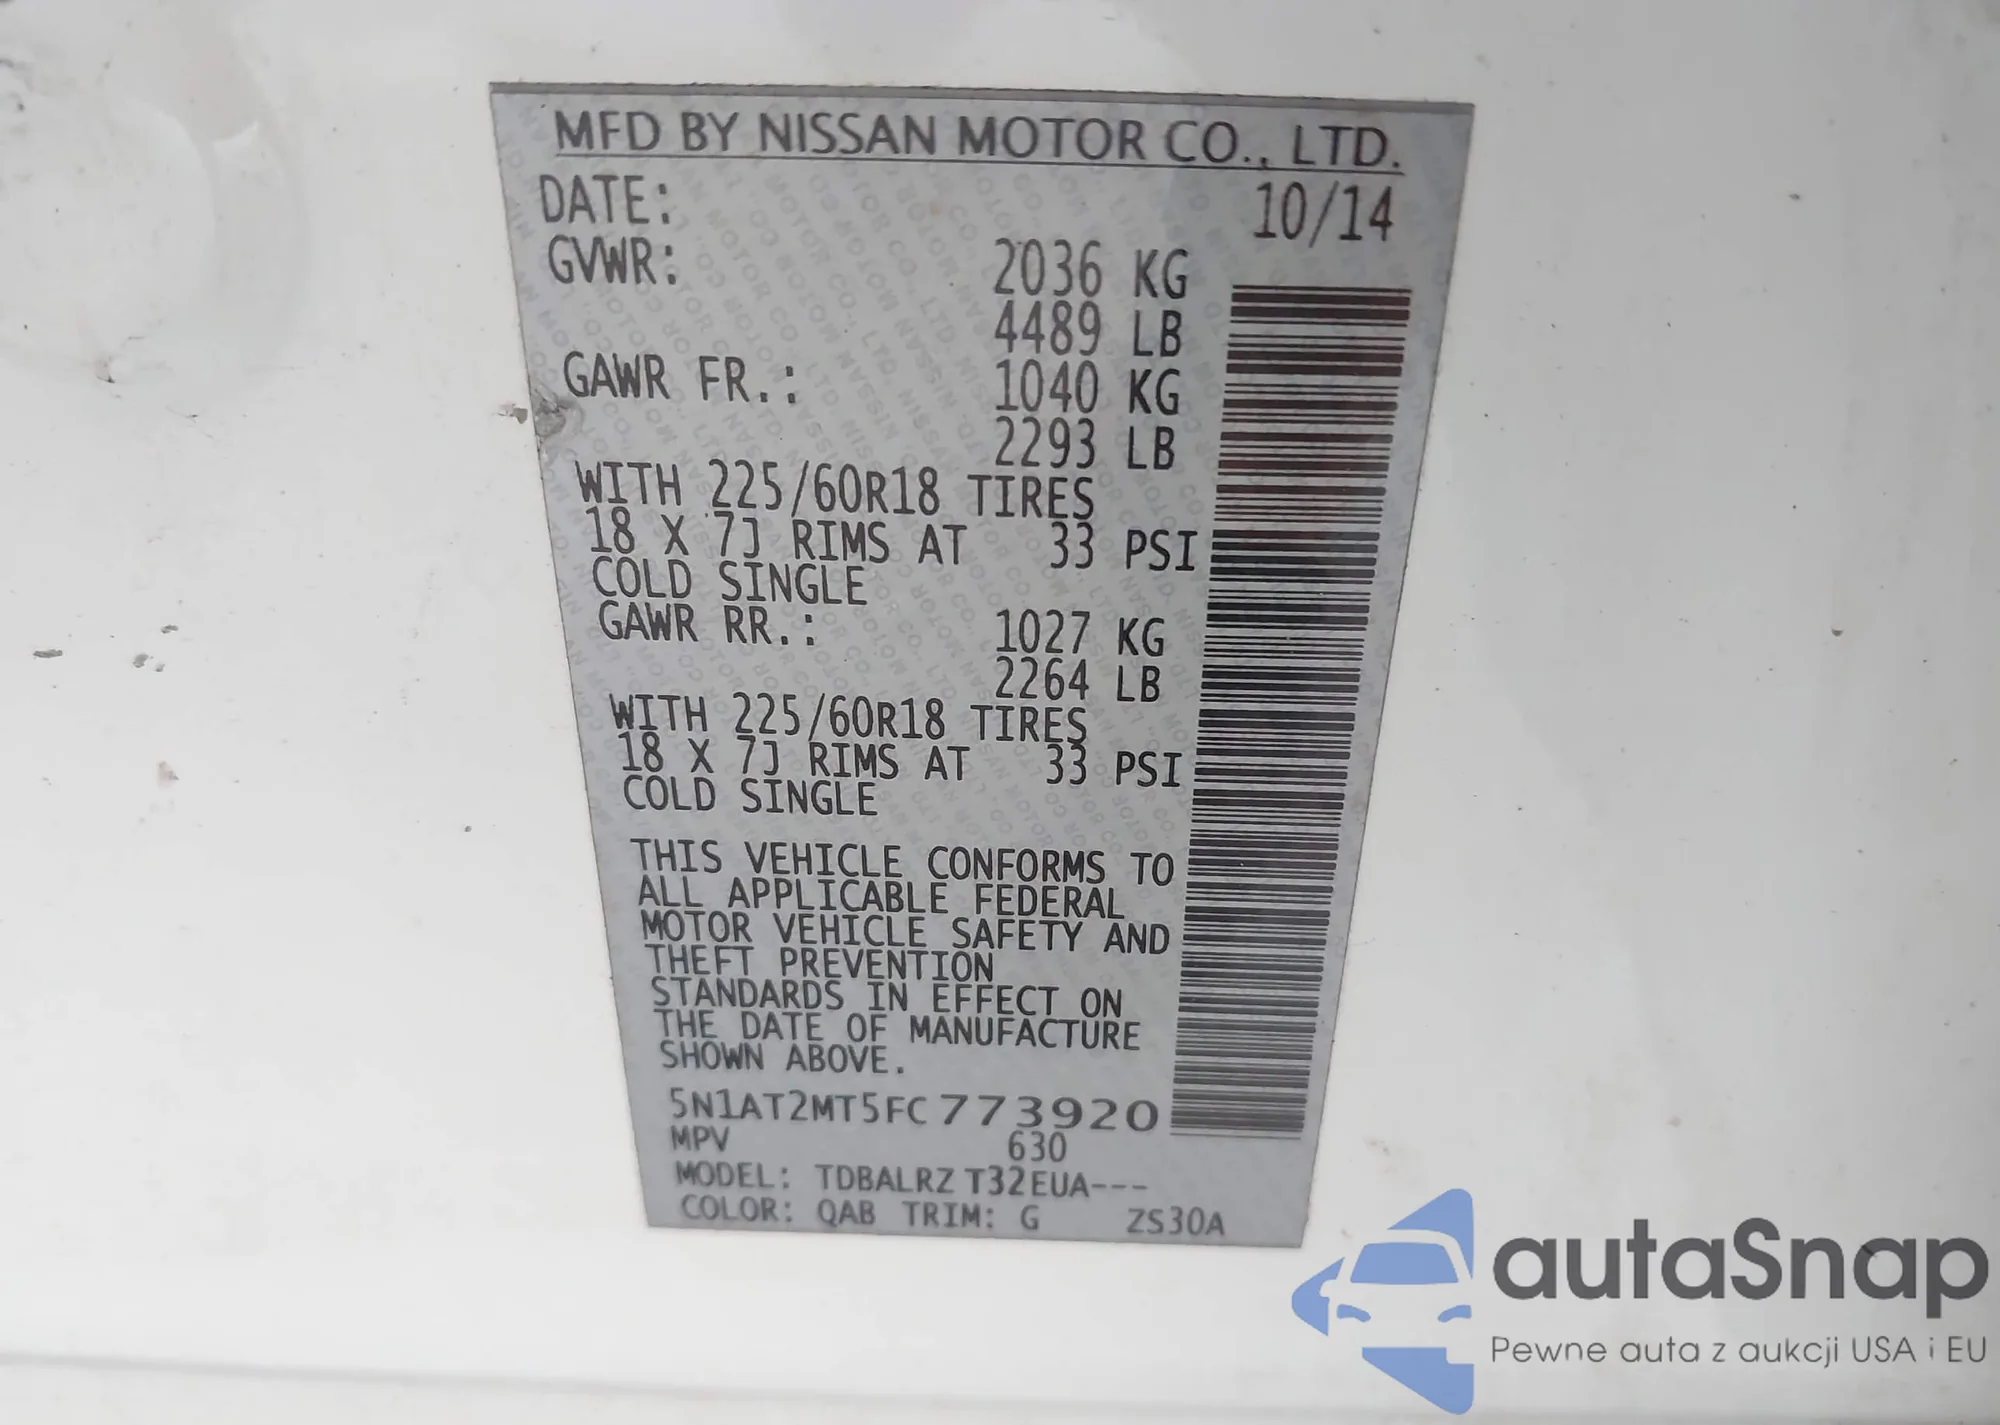 MFD BY NISSAN MOTOR CO., LTD.
DATE: 10/14
GVWR: 2036 KG
4489 LB
GAWR FR.: 1040 KG
2293 LB
WITH 225/60R18 TIRES
18 X 7J RIMS AT 33 PSI
COLD SINGLE
GAWR RR.: 1027 KG
2264 LB
WITH 225/60R18 TIRES
18 X 7J RIMS AT 33 PSI
COLD SINGLE
THIS VEHICLE CONFORMS TO
ALL APPLICABLE FEDERAL
MOTOR VEHICLE SAFETY AND
THEFT PREVENTION
STANDARDS IN EFFECT ON
THE DATE OF MANUFACTURE
SHOWN ABOVE.
5N1AT2MT5FC773920
MPV 630
MODEL: TDBALRZ T32EUA---
COLOR: QAB TRIM: G ZS30A
autaSnap
Pewne auta z aukcji USA i EU